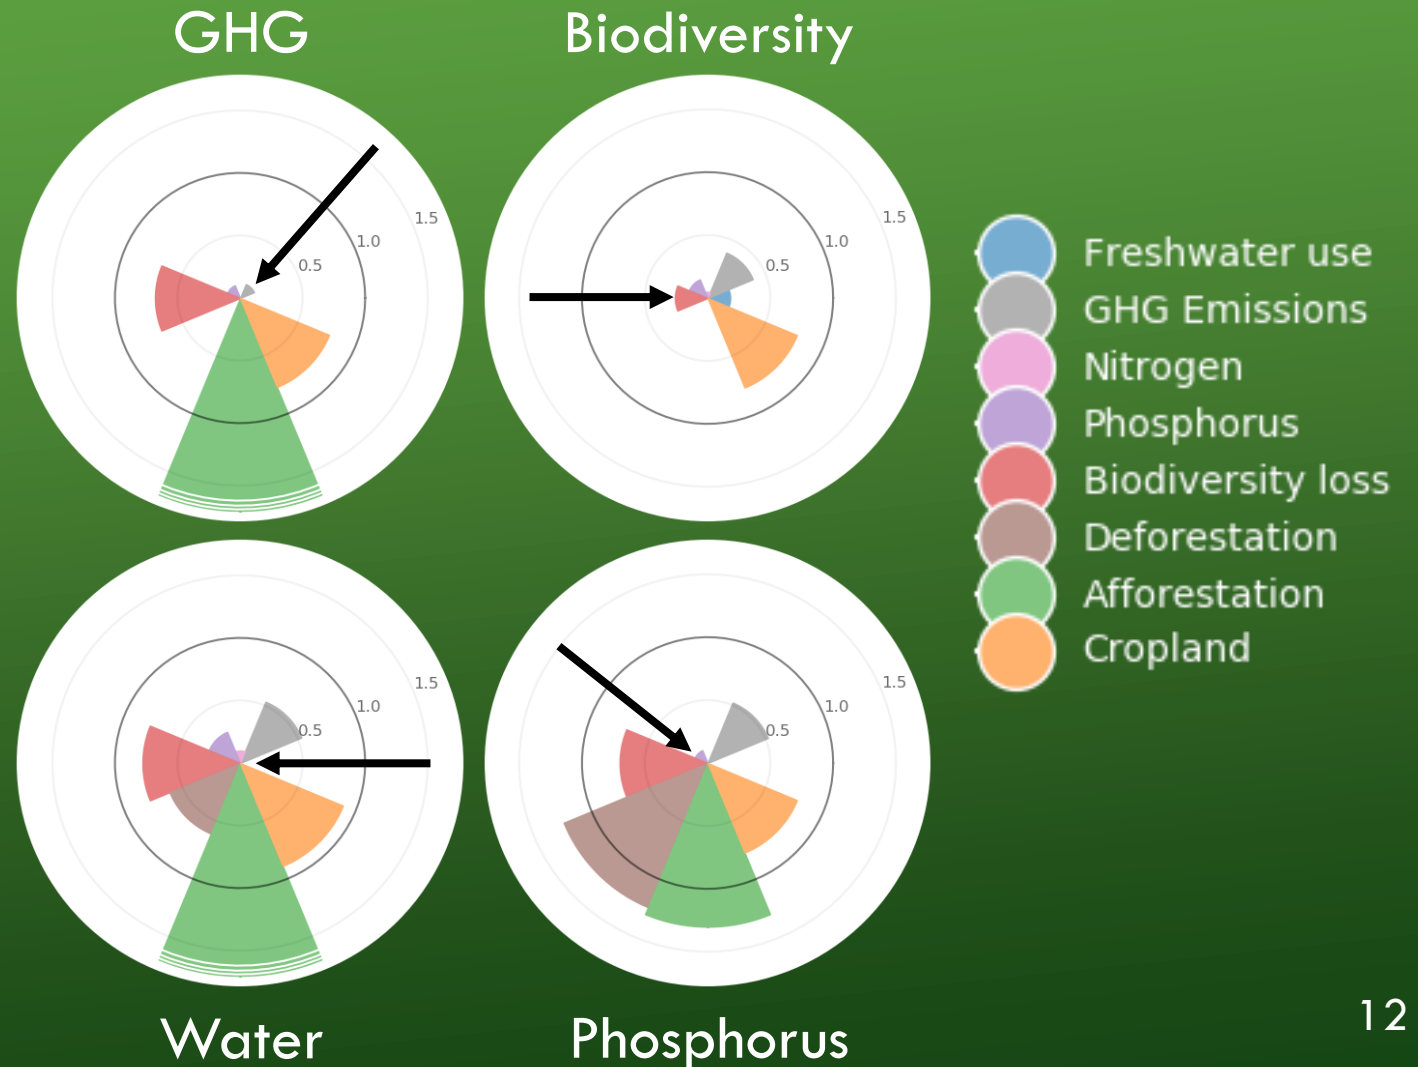 GHG
Biodiversity
1.5
1.0
0.5
1.5
1.0
0.5
Freshwater use
GHG Emissions
Nitrogen
Phosphorus
Biodiversity loss
Deforestation
Afforestation
Cropland
1.5
1.0
0.5
1.5
1.0
0.5
Water
Phosphorus
12